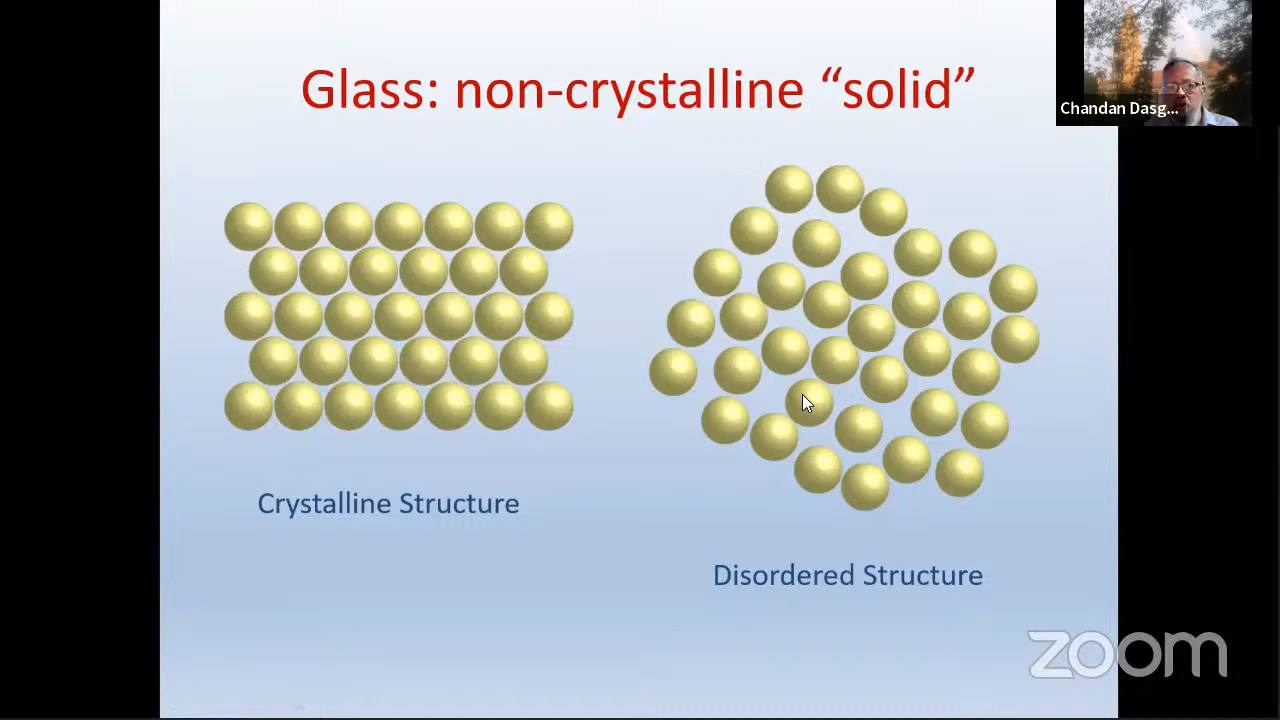 Glass: non-crystalline “solid”
Chandan Dasg...
Crystalline Structure
Disordered Structure
zoom